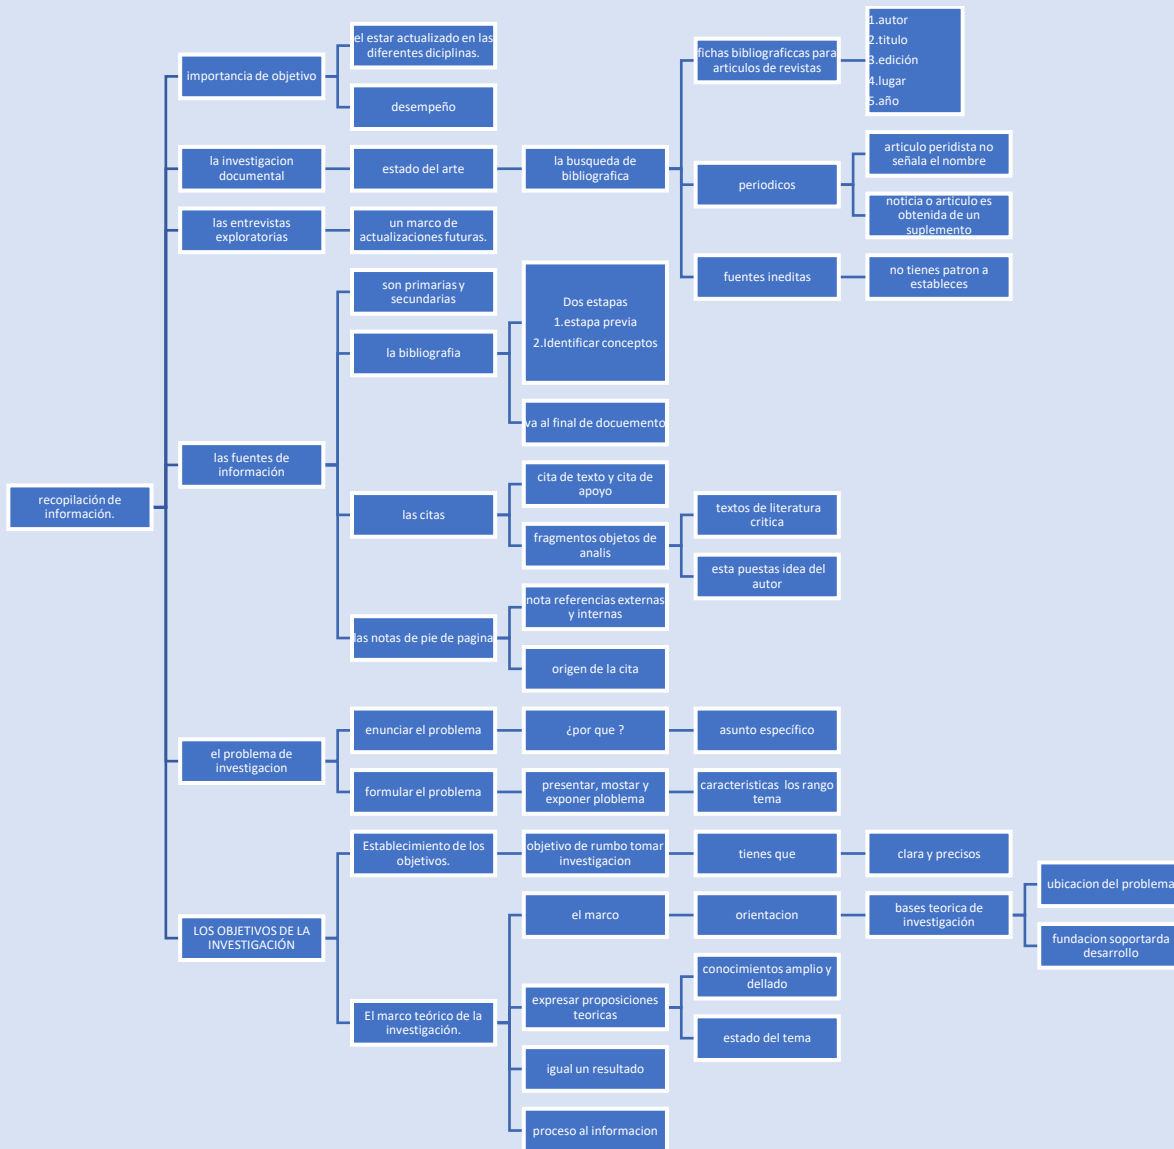 recopilación de
información.
importancia de objetivo
el estar actualizado en las
diferentes diciplinas.
desempeño
la investigacion
documental
estado del arte
la busqueda de
bibliografica
fichas bibliograficcas para
articulos de revistas
1.autor
2.titulo
3.edición
4.lugar
5.año
periodicos
articulo peridista no
señala el nombre
noticia o articulo es
obtenida de un
suplemento
fuentes ineditas
no tienes patron a
estableces
las entrevistas
exploratorias
un marco de
actualizaciones futuras.
las fuentes de
información
son primarias y
secundarias
la bibliografia
Dos estapas
1.estapa previa
2.Identificar conceptos
va al final de docuemento
las citas
cita de texto y cita de
apoyo
fragmentos objetos de
analis
textos de literatura
critica
esta puestas idea del
autor
las notas de pie de pagina
nota referencias externas
y internas
origen de la cita
el problema de
investigacion
enunciar el problema
¿por que ?
asunto específico
formular el problema
presentar, mostar y
exponer ploblema
caracteristicas los rango
tema
LOS OBJETIVOS DE LA
INVESTIGACIÓN
Establecimiento de los
objetivos.
objetivo de rumbo tomar
investigacion
tienes que
clara y precisos
El marco teórico de la
investigación.
el marco
orientacion
bases teorica de
investigación
ubicacion del problema
fundacion soportarda
desarrollo
expresar proposiciones
teoricas
conocimientos amplio y
dellado
estado del tema
igual un resultado
proceso al informacion